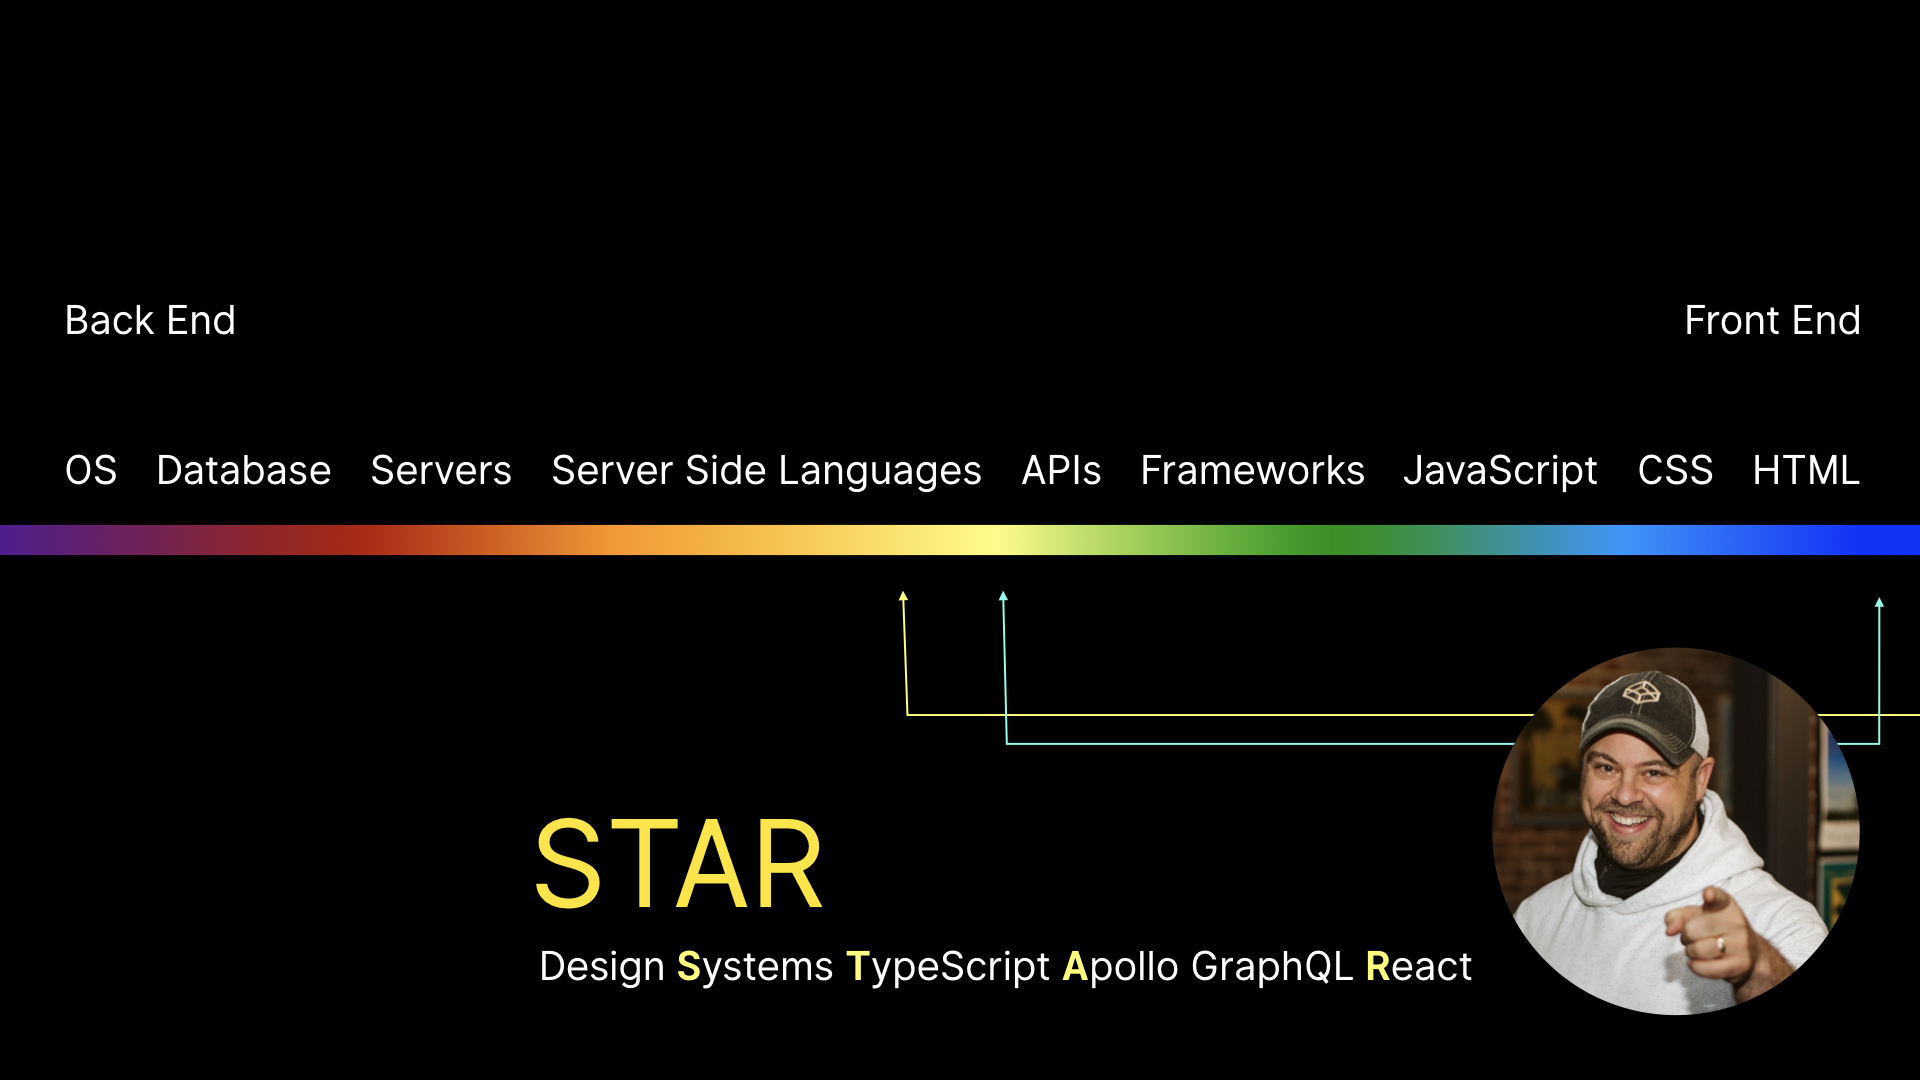 Back End Front End
OS Database Servers Server Side Languages APIs Frameworks JavaScript CSS HTML
STAR
Design Systems TypeScript Apollo GraphQL React